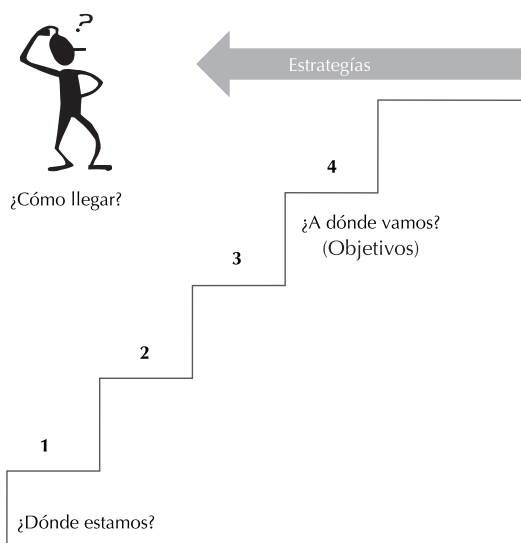 ?
Estrategías
¿Cómo llegar?
4
¿A dónde vamos?
(Objetivos)
3
2
1
¿Dónde estamos?